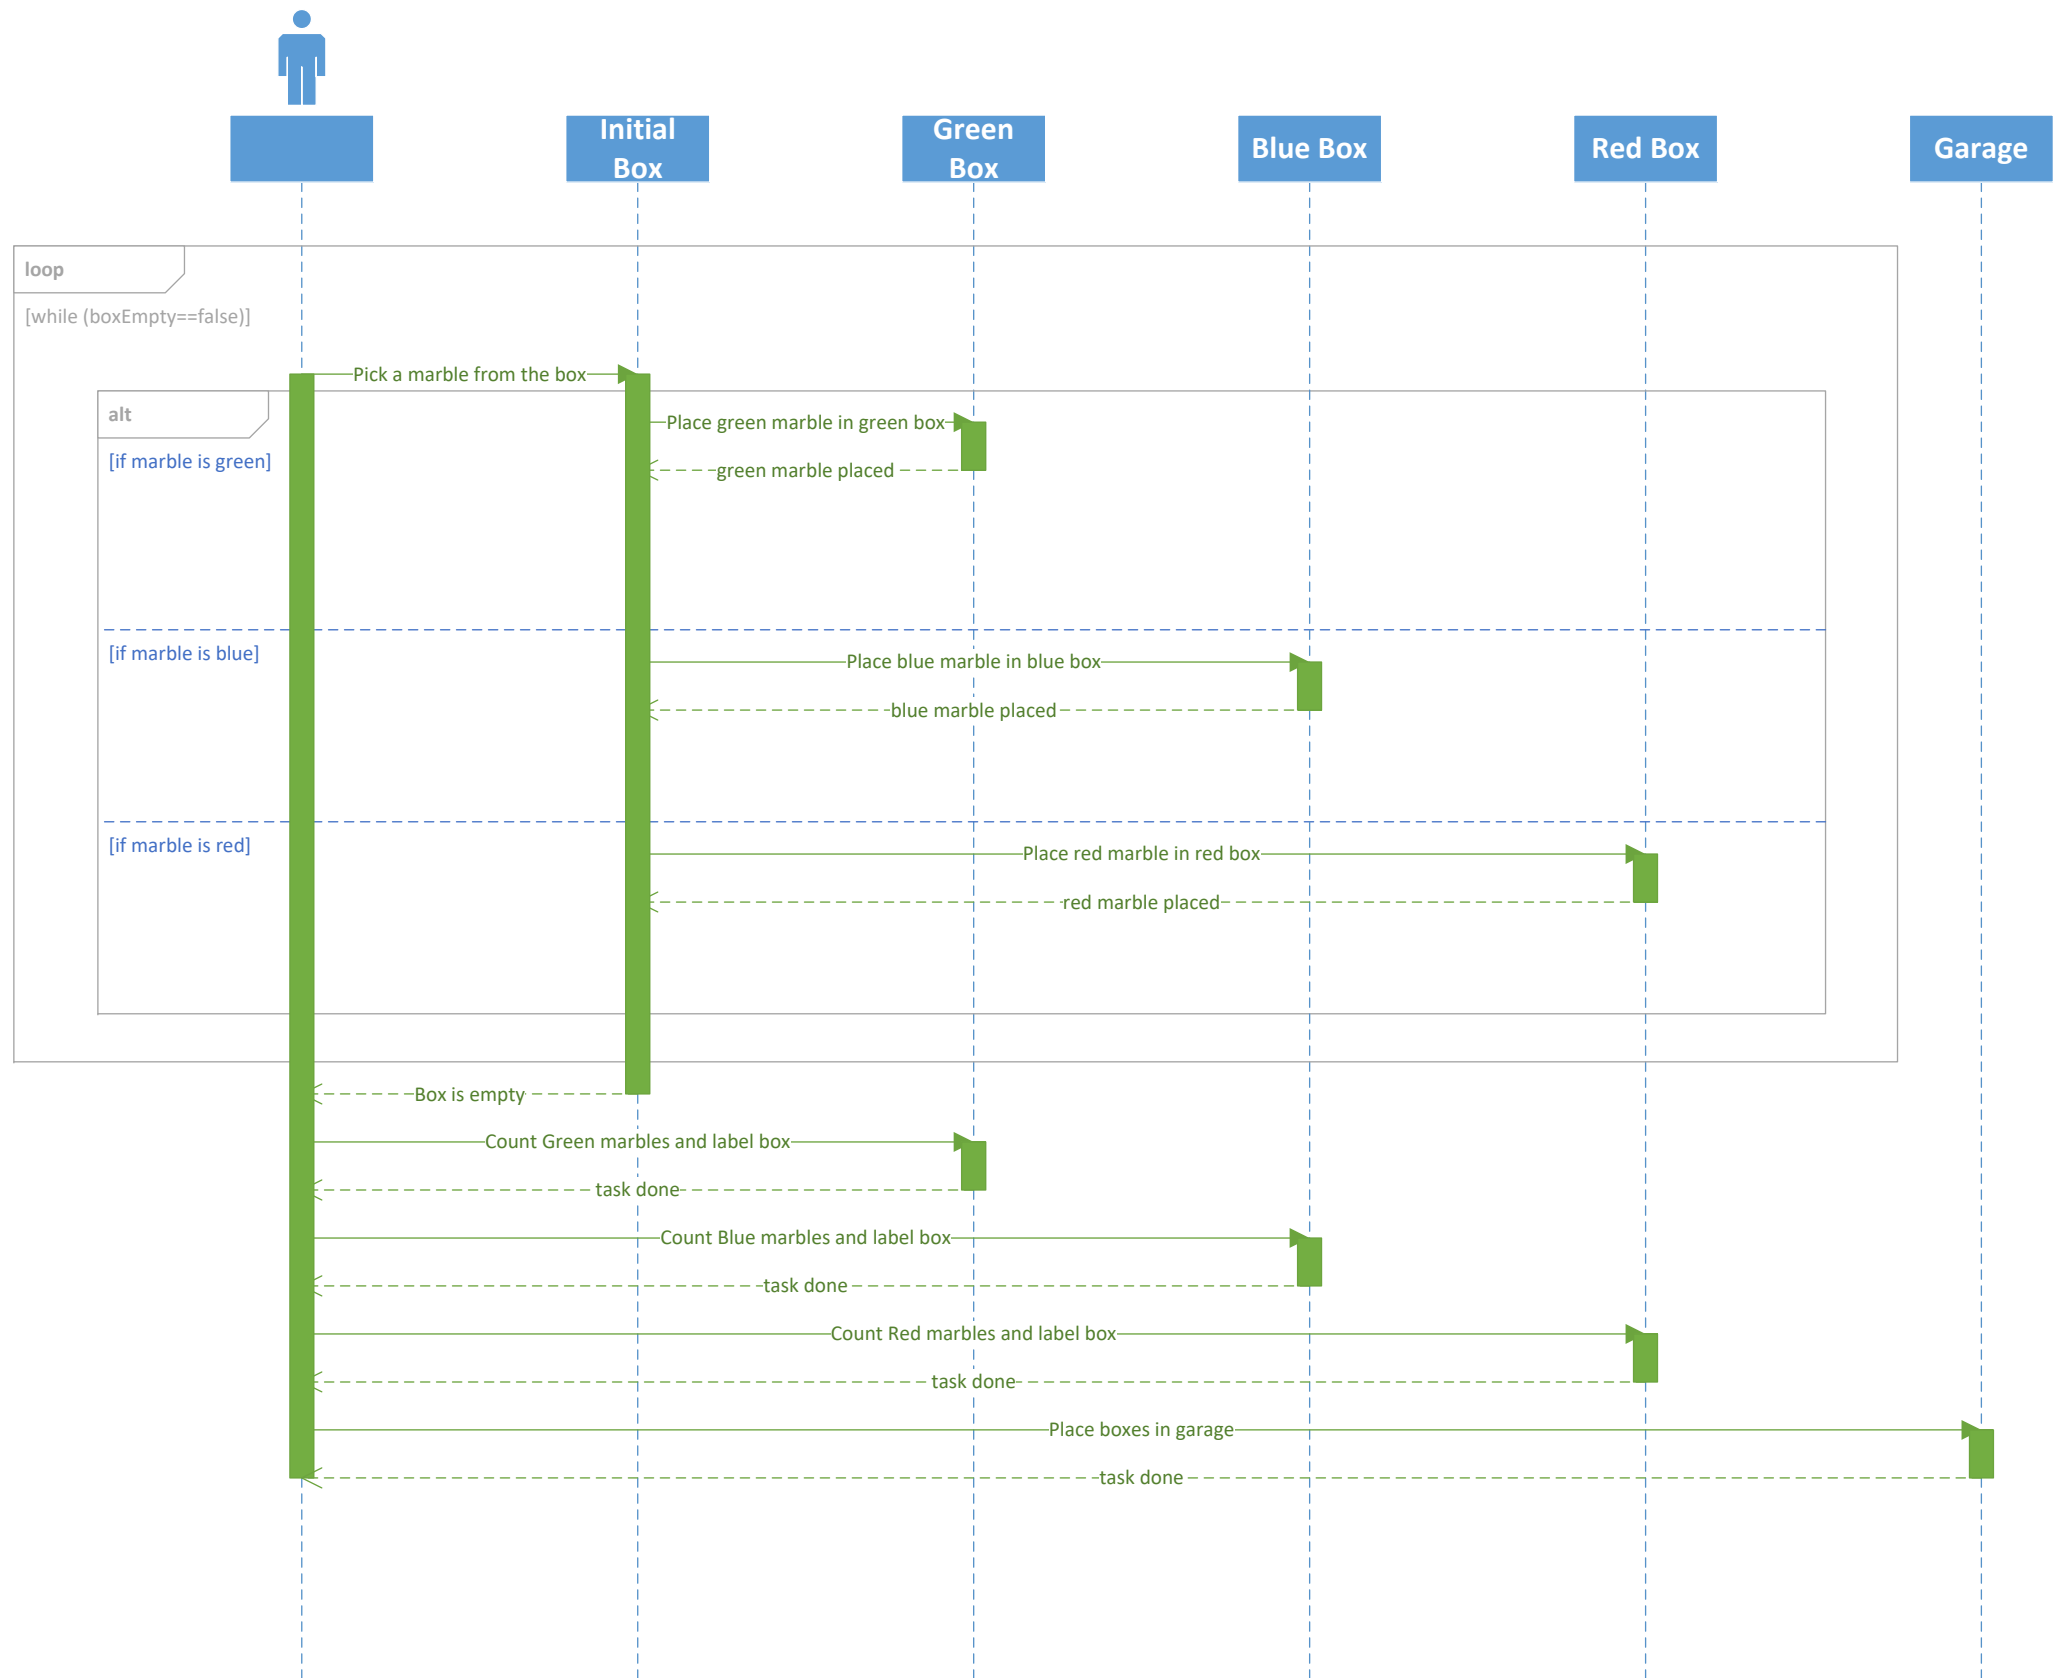 Initial
Box
Green
Box
Blue Box
Red Box
Garage
loop
[while (boxEmpty==false)]
Pick a marble from the box
alt
Place green marble in green box
[if marble is green]
green marble placed
[if marble is blue]
Place blue marble in blue box
blue marble placed
[if marble is red]
Place red marble in red box
red marble placed
Box is empty
Count Green marbles and label box
task done
Count Blue marbles and label box
task done
Count Red marbles and label box
task done
Place boxes in garage
task done